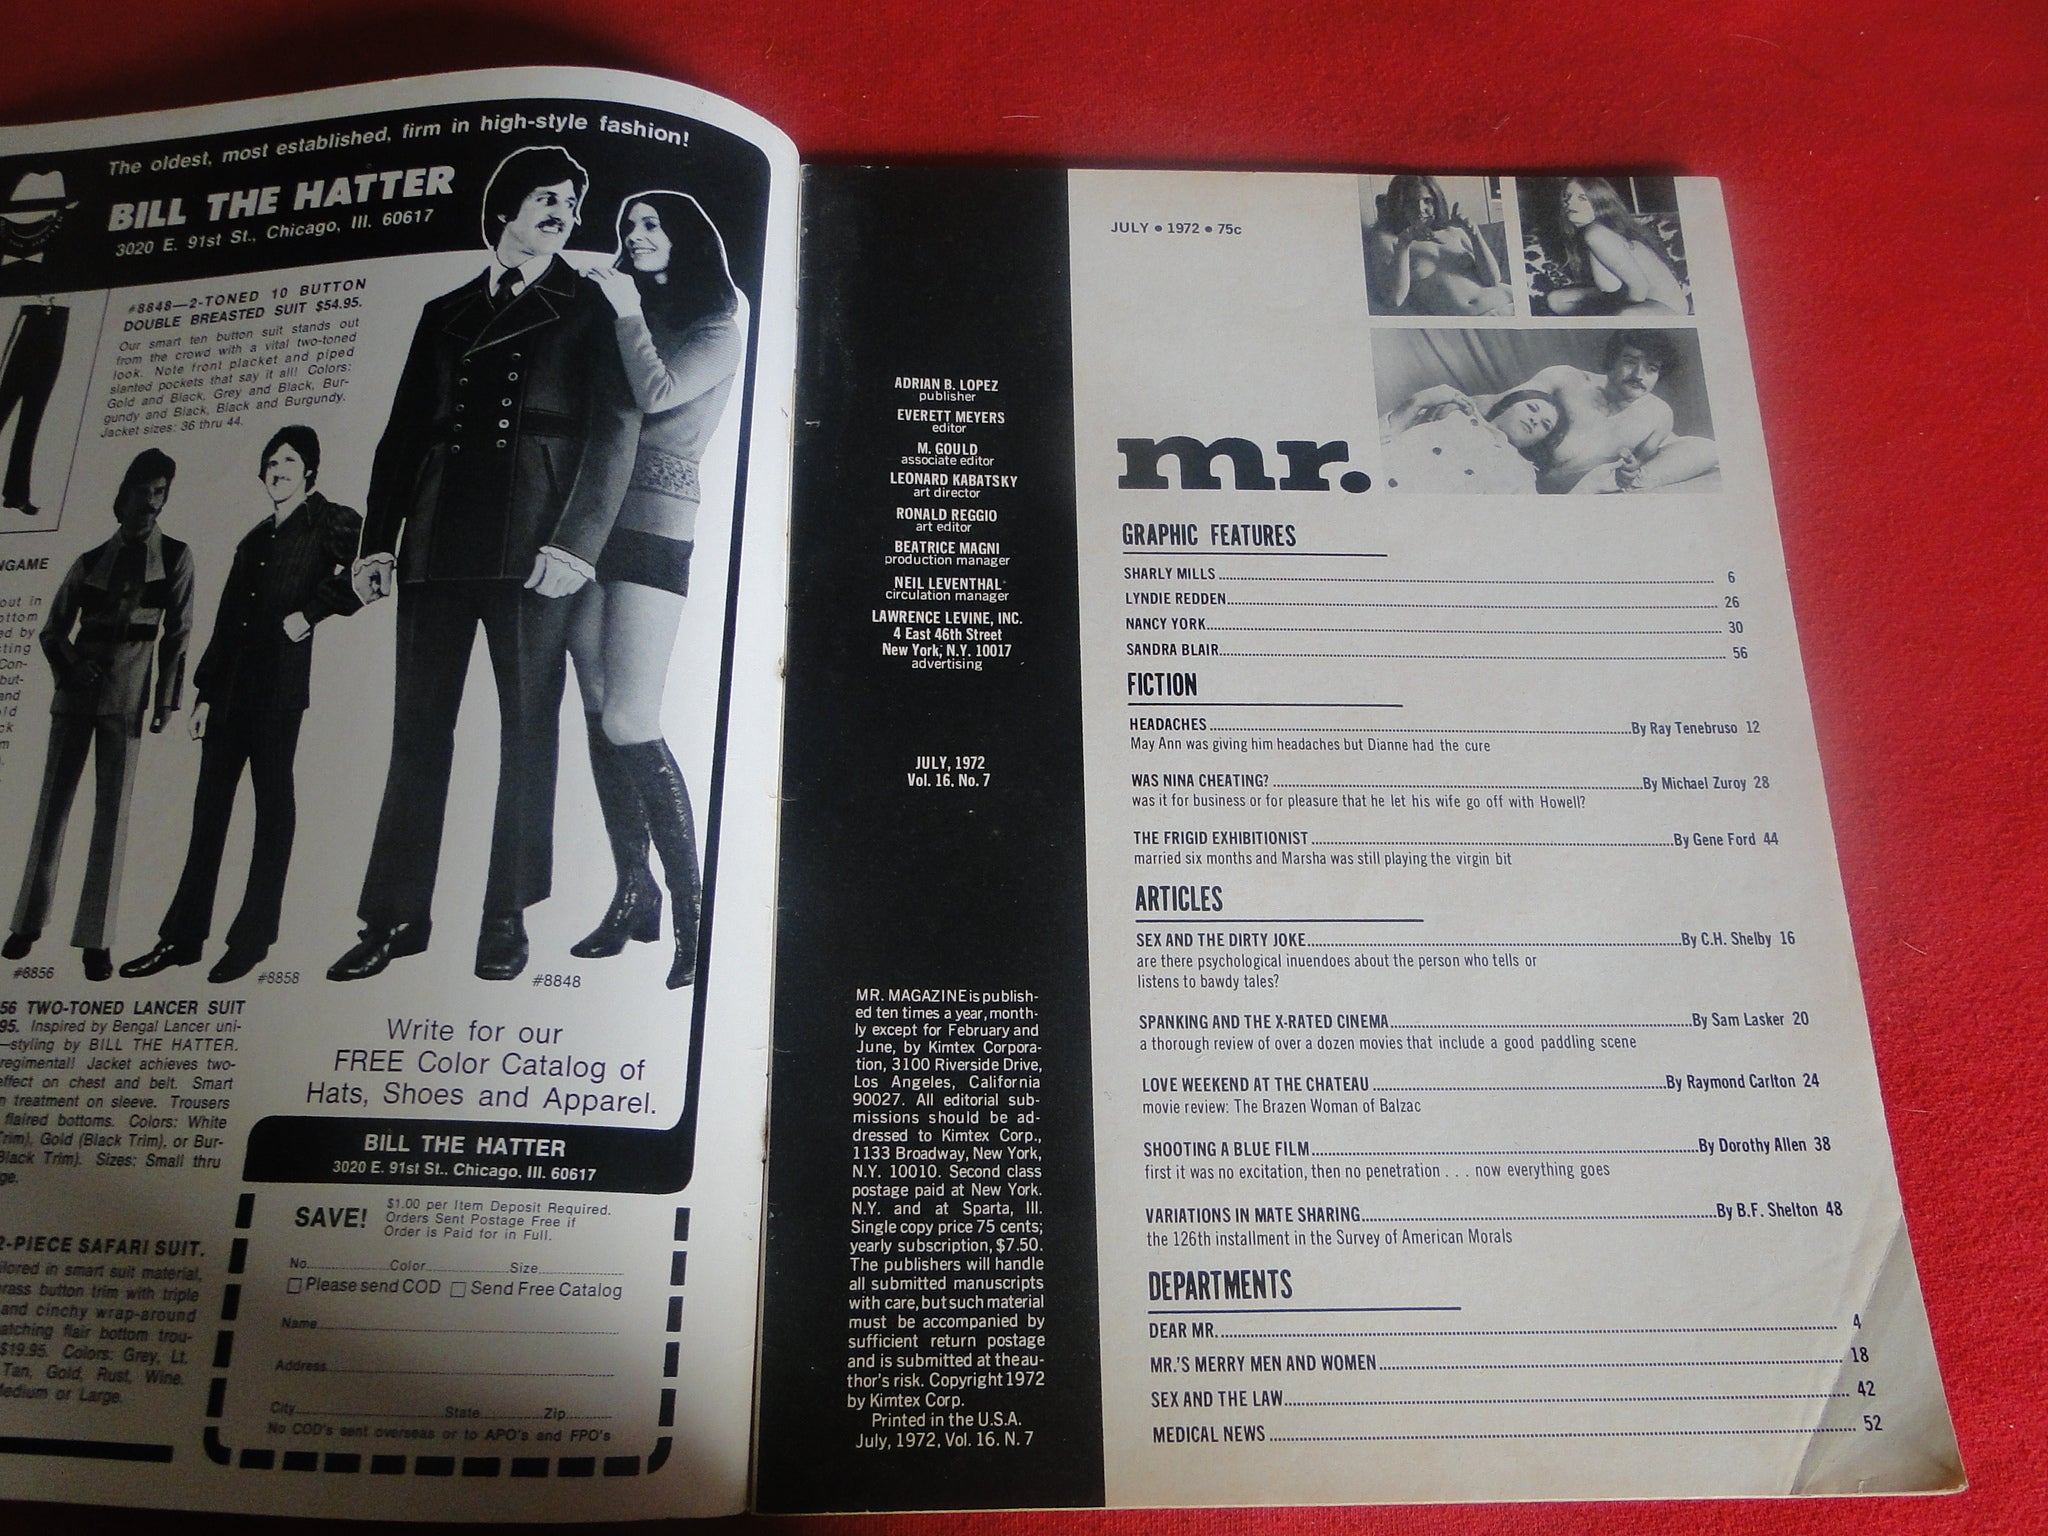 The oldest, most established, firm in high-style fashion!
BILL THE HATTER
3020 E. 91st St., Chicago, Ill. 60617
#8848—2-TONED 10 BUTTON
DOUBLE BREASTED SUIT $54.95.
Our smart ten button suit stands out
from the crowd with a vital two-toned
look. Note front placket and piped
slanted pockets that say it all! Colors:
Gold and Black, Grey and Black, Bur-
gundy and Black, Black and Burgundy.
Jacket sizes: 36 thru 44.
NGAME
out in
ottom
ed by
cting
Con-
but-
and
old
ck
m
#8856
#8858
#8848
56 TWO-TONED LANCER SUIT
95. Inspired by Bengal Lancer uni-
—styling by BILL THE HATTER.
regimental! Jacket achieves two-
effect on chest and belt. Smart
n treatment on sleeve. Trousers
flaired bottoms. Colors: White
Trim), Gold (Black Trim), or Bur-
Black Trim). Sizes: Small thru
ge.
2-PIECE SAFARI SUIT.
ilored in smart suit material,
rass button trim with triple
and cinchy wrap-around
atching flair bottom trou-
$19.95. Colors: Grey, Lt.
Tan, Gold, Rust, Wine.
Medium or Large.
Write for our
FREE Color Catalog of
Hats, Shoes and Apparel.
BILL THE HATTER
3020 E. 91st St., Chicago, Ill. 60617
SAVE!
$1.00 per Item Deposit Required.
Orders Sent Postage Free if
Order is Paid for in Full.
No. Color Size
Please send COD Send Free Catalog
Name
Address
City State Zip
No COD's sent overseas or to APO's and FPO's
ADRIAN B. LOPEZ
publisher
EVERETT MEYERS
editor
M. GOULD
associate editor
LEONARD KABATSKY
art director
RONALD REGGIO
art editor
BEATRICE MAGNI
production manager
NEIL LEVENTHAL
circulation manager
LAWRENCE LEVINE, INC.
4 East 46th Street
New York, N.Y. 10017
advertising
JULY, 1972
Vol. 16. No. 7
MR. MAGAZINE is publish-
ed ten times a year, month-
ly except for February and
June, by Kimtex Corpora-
tion, 3100 Riverside Drive,
Los Angeles, California
90027. All editorial sub-
missions should be ad-
dressed to Kimtex Corp.,
1133 Broadway, New York,
N.Y. 10010. Second class
postage paid at New York.
N.Y. and at Sparta, Ill.
Single copy price 75 cents;
yearly subscription, $7.50.
The publishers will handle
all submitted manuscripts
with care, but such material
must be accompanied by
sufficient return postage
and is submitted at the au-
thor's risk. Copyright 1972
by Kimtex Corp.
Printed in the U.S.A.
July, 1972, Vol. 16. N. 7
JULY • 1972 • 75c
mr.
GRAPHIC FEATURES
SHARLY MILLS 6
LYNDIE REDDEN 26
NANCY YORK 30
SANDRA BLAIR 56
FICTION
HEADACHES By Ray Tenebruso 12
May Ann was giving him headaches but Dianne had the cure
WAS NINA CHEATING? By Michael Zuroy 28
was it for business or for pleasure that he let his wife go off with Howell?
THE FRIGID EXHIBITIONIST By Gene Ford 44
married six months and Marsha was still playing the virgin bit
ARTICLES
SEX AND THE DIRTY JOKE By C.H. Shelby 16
are there psychological inuendoes about the person who tells or
listens to bawdy tales?
SPANKING AND THE X-RATED CINEMA By Sam Lasker 20
a thorough review of over a dozen movies that include a good paddling scene
LOVE WEEKEND AT THE CHATEAU By Raymond Carlton 24
movie review: The Brazen Woman of Balzac
SHOOTING A BLUE FILM By Dorothy Allen 38
first it was no excitation, then no penetration . . . now everything goes
VARIATIONS IN MATE SHARING By B.F. Shelton 48
the 126th installment in the Survey of American Morals
DEPARTMENTS
DEAR MR. 4
MR.'S MERRY MEN AND WOMEN 18
SEX AND THE LAW 42
MEDICAL NEWS 52